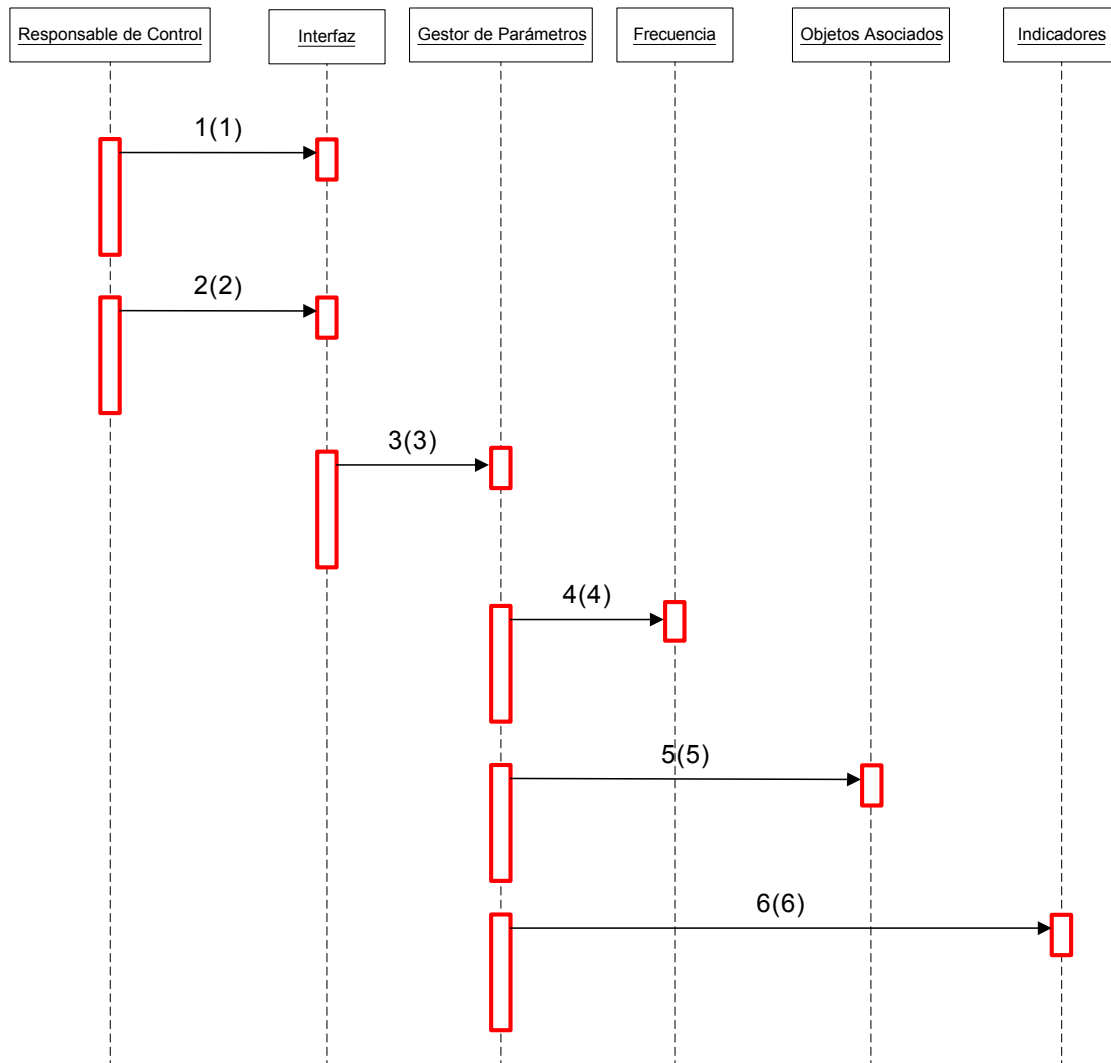 Responsable de Control
Interfaz
Gestor de Parámetros
Frecuencia
Objetos Asociados
Indicadores
1(1)
2(2)
3(3)
4(4)
5(5)
6(6)